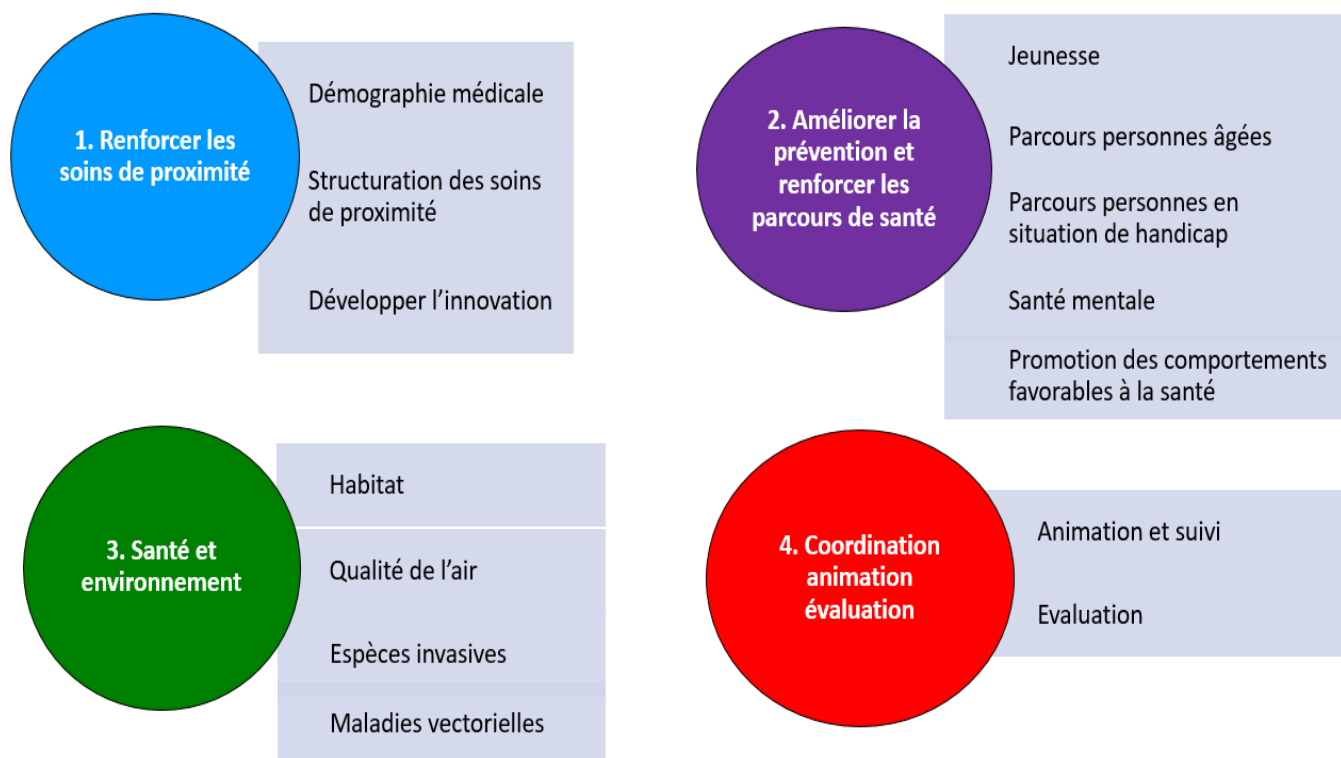 1. Renforcer les
soins de proximité
Démographie médicale
Structuration des soins
de proximité
Développer l’innovation
2. Améliorer la
prévention et
renforcer les
parcours de santé
Jeunesse
Parcours personnes âgées
Parcours personnes en
situation de handicap
Santé mentale
Promotion des comportements
favorables à la santé
3. Santé et
environnement
Habitat
Qualité de l’air
Espèces invasives
Maladies vectorielles
4. Coordination
animation
évaluation
Animation et suivi
Evaluation